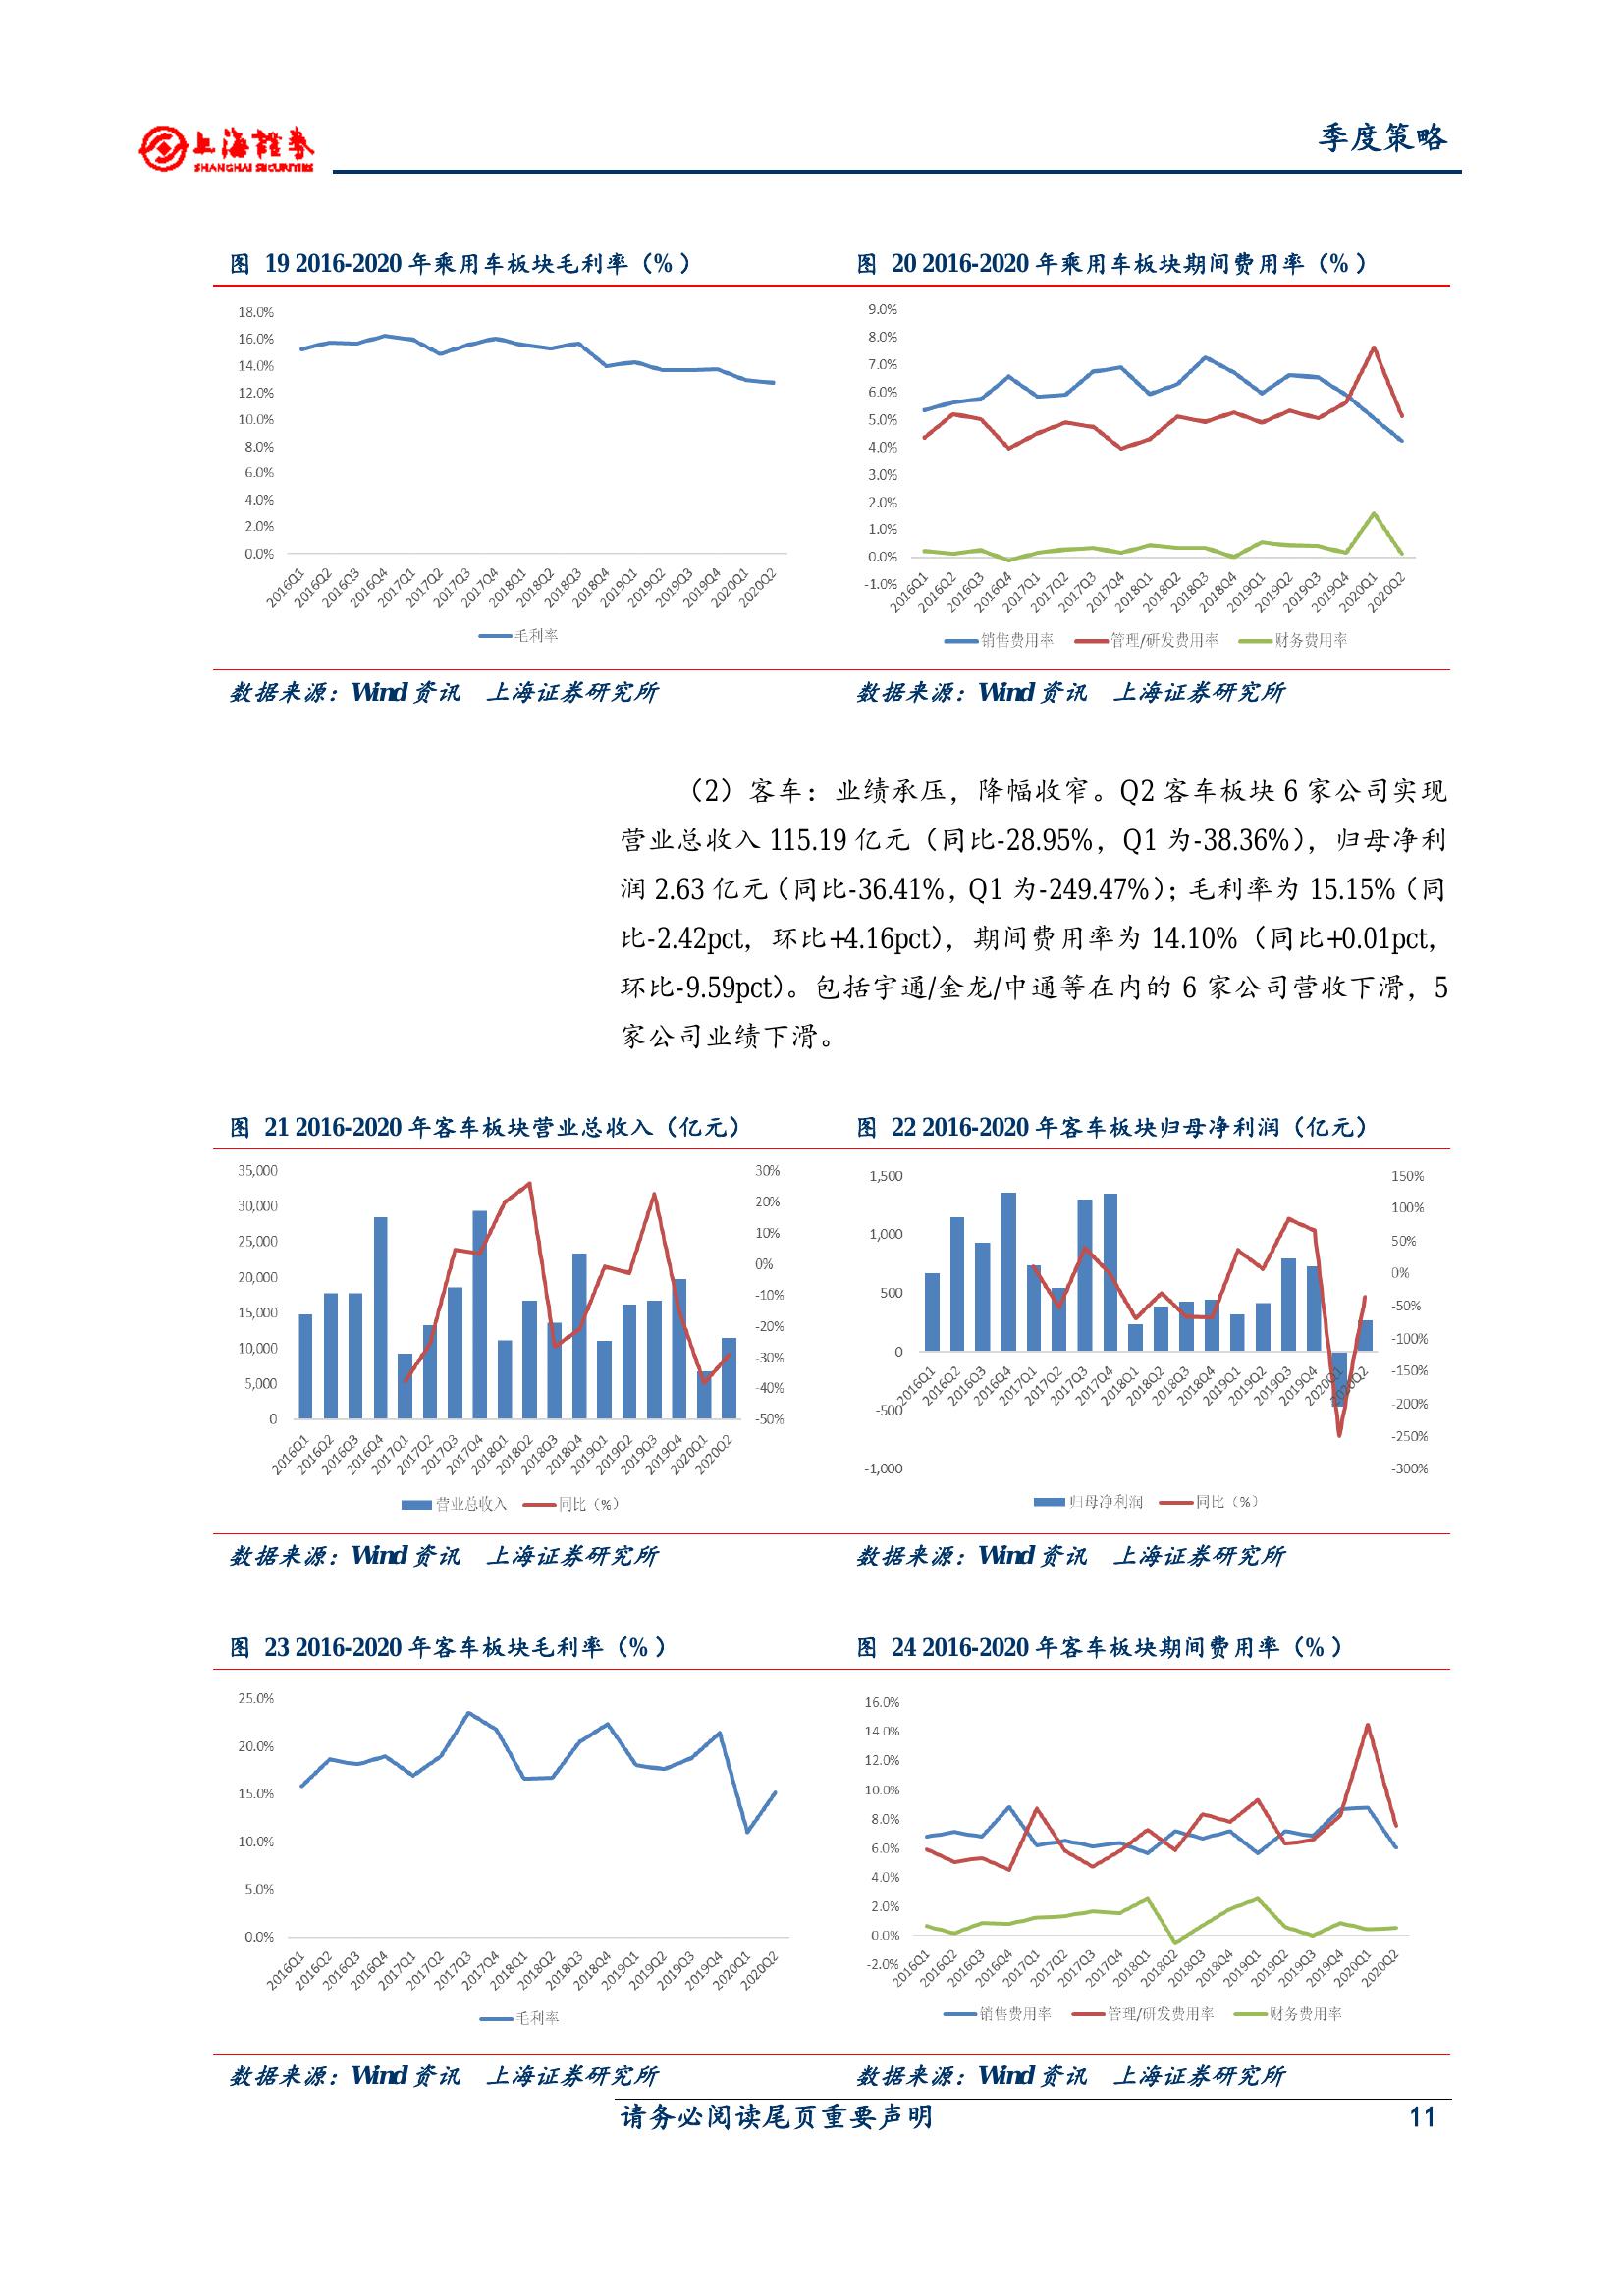 上海證券
SHANGHAI SECURITIES
季度策略
图 19 2016-2020 年乘用车板块毛利率（%）
18.0%
16.0%
14.0%
12.0%
10.0%
8.0%
6.0%
4.0%
2.0%
0.0%
2016Q1 2016Q2 2016Q3 2016Q4 2017Q1 2017Q2 2017Q3 2017Q4 2018Q1 2018Q2 2018Q3 2018Q4 2019Q1 2019Q2 2019Q3 2019Q4 2020Q1 2020Q2
毛利率
数据来源：Wind 资讯 上海证券研究所
图 20 2016-2020 年乘用车板块期间费用率（%）
9.0%
8.0%
7.0%
6.0%
5.0%
4.0%
3.0%
2.0%
1.0%
0.0%
-1.0%
2016Q1 2016Q2 2016Q3 2016Q4 2017Q1 2017Q2 2017Q3 2017Q4 2018Q1 2018Q2 2018Q3 2018Q4 2019Q1 2019Q2 2019Q3 2019Q4 2020Q1 2020Q2
销售费用率 管理/研发费用率 财务费用率
数据来源：Wind 资讯 上海证券研究所
（2）客车：业绩承压，降幅收窄。Q2 客车板块 6 家公司实现
营业总收入 115.19 亿元（同比-28.95%，Q1 为-38.36%），归母净利
润 2.63 亿元（同比-36.41%，Q1 为-249.47%）；毛利率为 15.15%（同
比-2.42pct，环比+4.16pct），期间费用率为 14.10%（同比+0.01pct，
环比-9.59pct）。包括宇通/金龙/中通等在内的 6 家公司营收下滑，5
家公司业绩下滑。
图 21 2016-2020 年客车板块营业总收入（亿元）
35,000
30,000
25,000
20,000
15,000
10,000
5,000
0
30%
20%
10%
0%
-10%
-20%
-30%
-40%
-50%
2016Q1 2016Q2 2016Q3 2016Q4 2017Q1 2017Q2 2017Q3 2017Q4 2018Q1 2018Q2 2018Q3 2018Q4 2019Q1 2019Q2 2019Q3 2019Q4 2020Q1 2020Q2
营业总收入 同比（%）
数据来源：Wind 资讯 上海证券研究所
图 22 2016-2020 年客车板块归母净利润（亿元）
1,500
1,000
500
0
-500
-1,000
150%
100%
50%
0%
-50%
-100%
-150%
-200%
-250%
-300%
2016Q1 2016Q2 2016Q3 2016Q4 2017Q1 2017Q2 2017Q3 2017Q4 2018Q1 2018Q2 2018Q3 2018Q4 2019Q1 2019Q2 2019Q3 2019Q4 2020Q1 2020Q2
归母净利润 同比（%）
数据来源：Wind 资讯 上海证券研究所
图 23 2016-2020 年客车板块毛利率（%）
25.0%
20.0%
15.0%
10.0%
5.0%
0.0%
2016Q1 2016Q2 2016Q3 2016Q4 2017Q1 2017Q2 2017Q3 2017Q4 2018Q1 2018Q2 2018Q3 2018Q4 2019Q1 2019Q2 2019Q3 2019Q4 2020Q1 2020Q2
毛利率
数据来源：Wind 资讯 上海证券研究所
图 24 2016-2020 年客车板块期间费用率（%）
16.0%
14.0%
12.0%
10.0%
8.0%
6.0%
4.0%
2.0%
0.0%
-2.0%
2016Q1 2016Q2 2016Q3 2016Q4 2017Q1 2017Q2 2017Q3 2017Q4 2018Q1 2018Q2 2018Q3 2018Q4 2019Q1 2019Q2 2019Q3 2019Q4 2020Q1 2020Q2
销售费用率 管理/研发费用率 财务费用率
数据来源：Wind 资讯 上海证券研究所
请务必阅读尾页重要声明
11